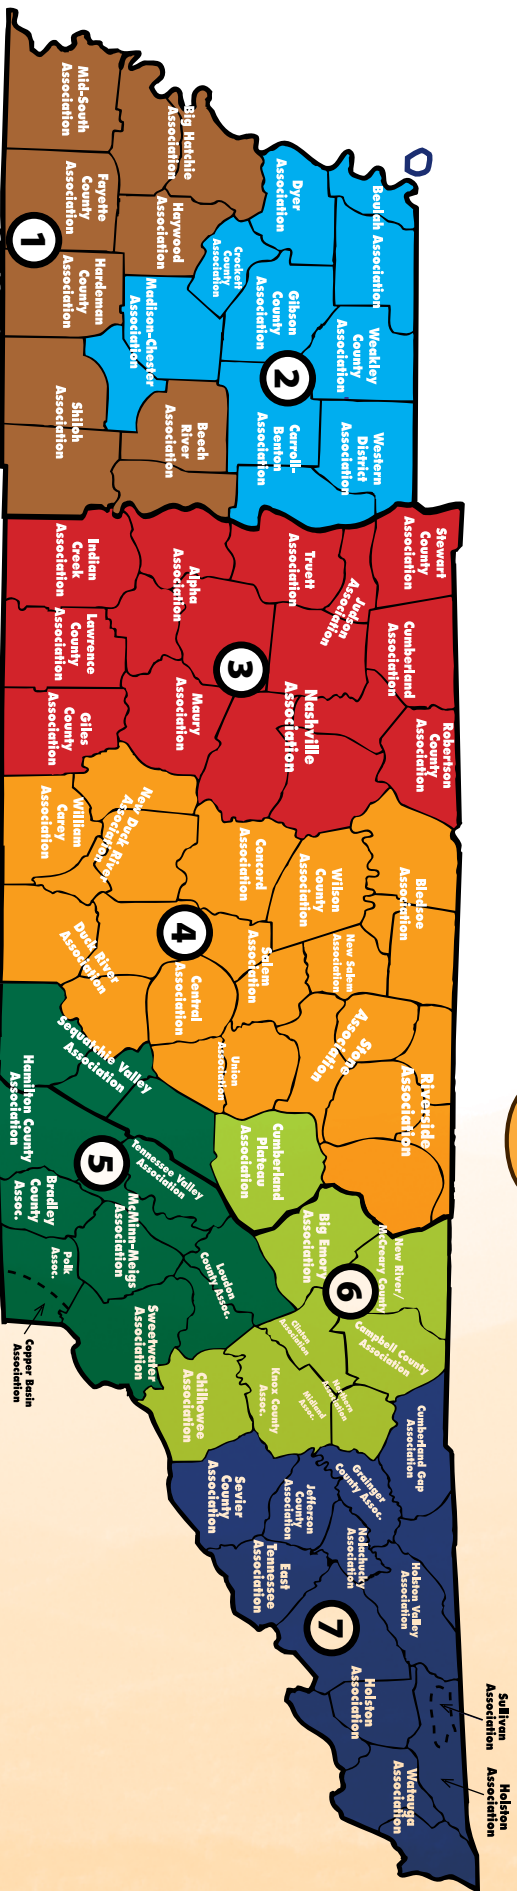 Mid-South
Association
Big Hatchie
Association
Fayette
County
Association
Haywood
Association
1
Hardeman
County
Association
Shiloh
Association
Beech
River
Association
Madison-Chester
Association
Crockett
County
Association
Dyer
Association
Beulah Association
Gibson
County
Association
Weakley
County
Association
2
Carroll-
Benton
Western
District
Association
Stewart
County
Association
Truett
Association
A Judson
Association
Cumberland
Association
Robertson
County
Association
Nashville
Association
3
Alpha
Association
Indian
Creek
Association
Lawrence
County
Association
Maury
Association
Giles
County
Association
William
Carey
Association
New Duck River
Association
Concord
Association
Wilson
County
Association
Bledsoe
Association
4
Duck River
Association
Central
Association
Salem
Association
New Salem
Association
Stone
Association
Riverside
Association
Union
Association
Sequatchie Valley
Association
Hamilton County
Association
5
Tennessee Valley
Association
Bradley
County
Assoc.
McMinn-Meigs
Association
Polk
Assoc.
Copper Basin
Association
Sweetwater
Association
Loudon
County Assoc.
Cumberland
Plateau
Association
Big Emory
Association
6
New River/
McCreary County
Campbell County
Association
Clinton
Association
Northern
Association
Midland
Assoc.
Knox County
Assoc.
Chilhowee
Association
Cumberland Gap
Association
Grainger
County Assoc.
Jefferson
County
Association
Sevier
County
Association
East
Tennessee
Association
Nolachucky
Association
Holston Valley
Association
7
Holston
Association
Watauga
Association
Sullivan
Association
Holston
Association